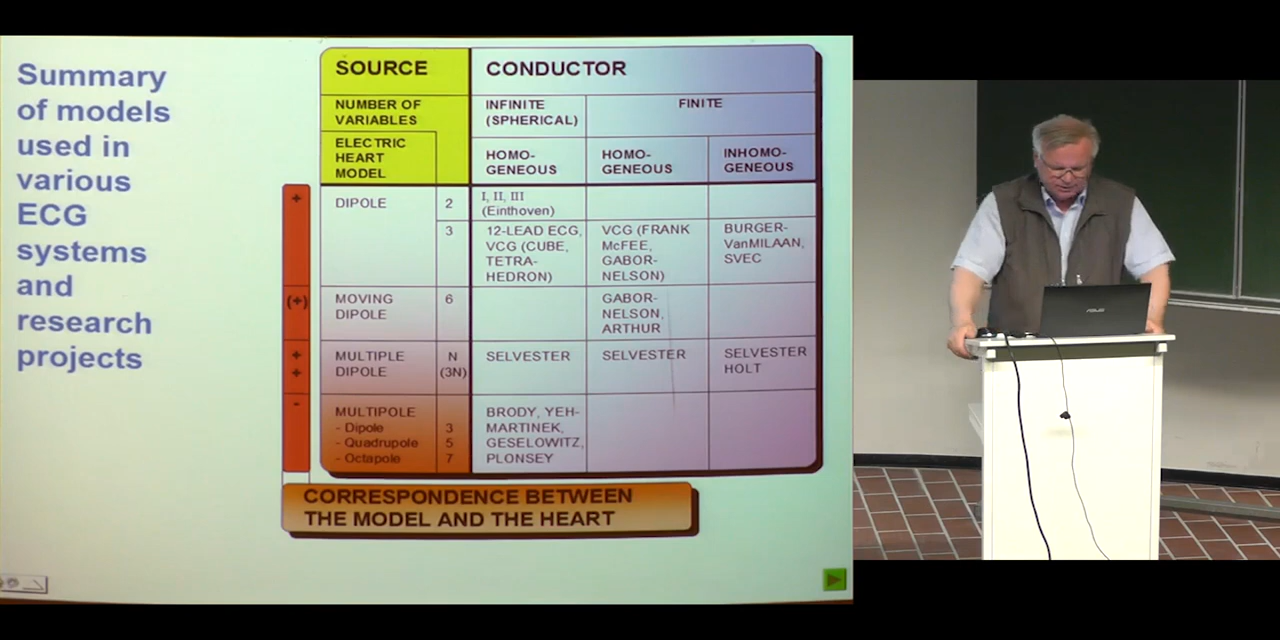 Summary
of models
used in
various
ECG
systems
and
research
projects
SOURCE
CONDUCTOR
NUMBER OF
VARIABLES
INFINITE
(SPHERICAL)
FINITE
ELECTRIC
HEART
MODEL
HOMO-
GENEOUS
HOMO-
GENEOUS
INHOMO-
GENEOUS
+
DIPOLE
2
I, II, III
(Einthoven)
3
12-LEAD ECG,
VCG (CUBE,
TETRA-
HEDRON)
VCG (FRANK
McFEE,
GABOR-
NELSON)
BURGER-
VanMILAAN,
SVEC
(+)
MOVING
DIPOLE
6
GABOR-
NELSON,
ARTHUR
+
+
MULTIPLE
DIPOLE
N
(3N)
SELVESTER
SELVESTER
SELVESTER
HOLT
-
MULTIPOLE
- Dipole 3
- Quadrupole 5
- Octapole 7
BRODY, YEH-
MARTINEK,
GESELOWITZ,
PLONSEY
CORRESPONDENCE BETWEEN
THE MODEL AND THE HEART
ASUS